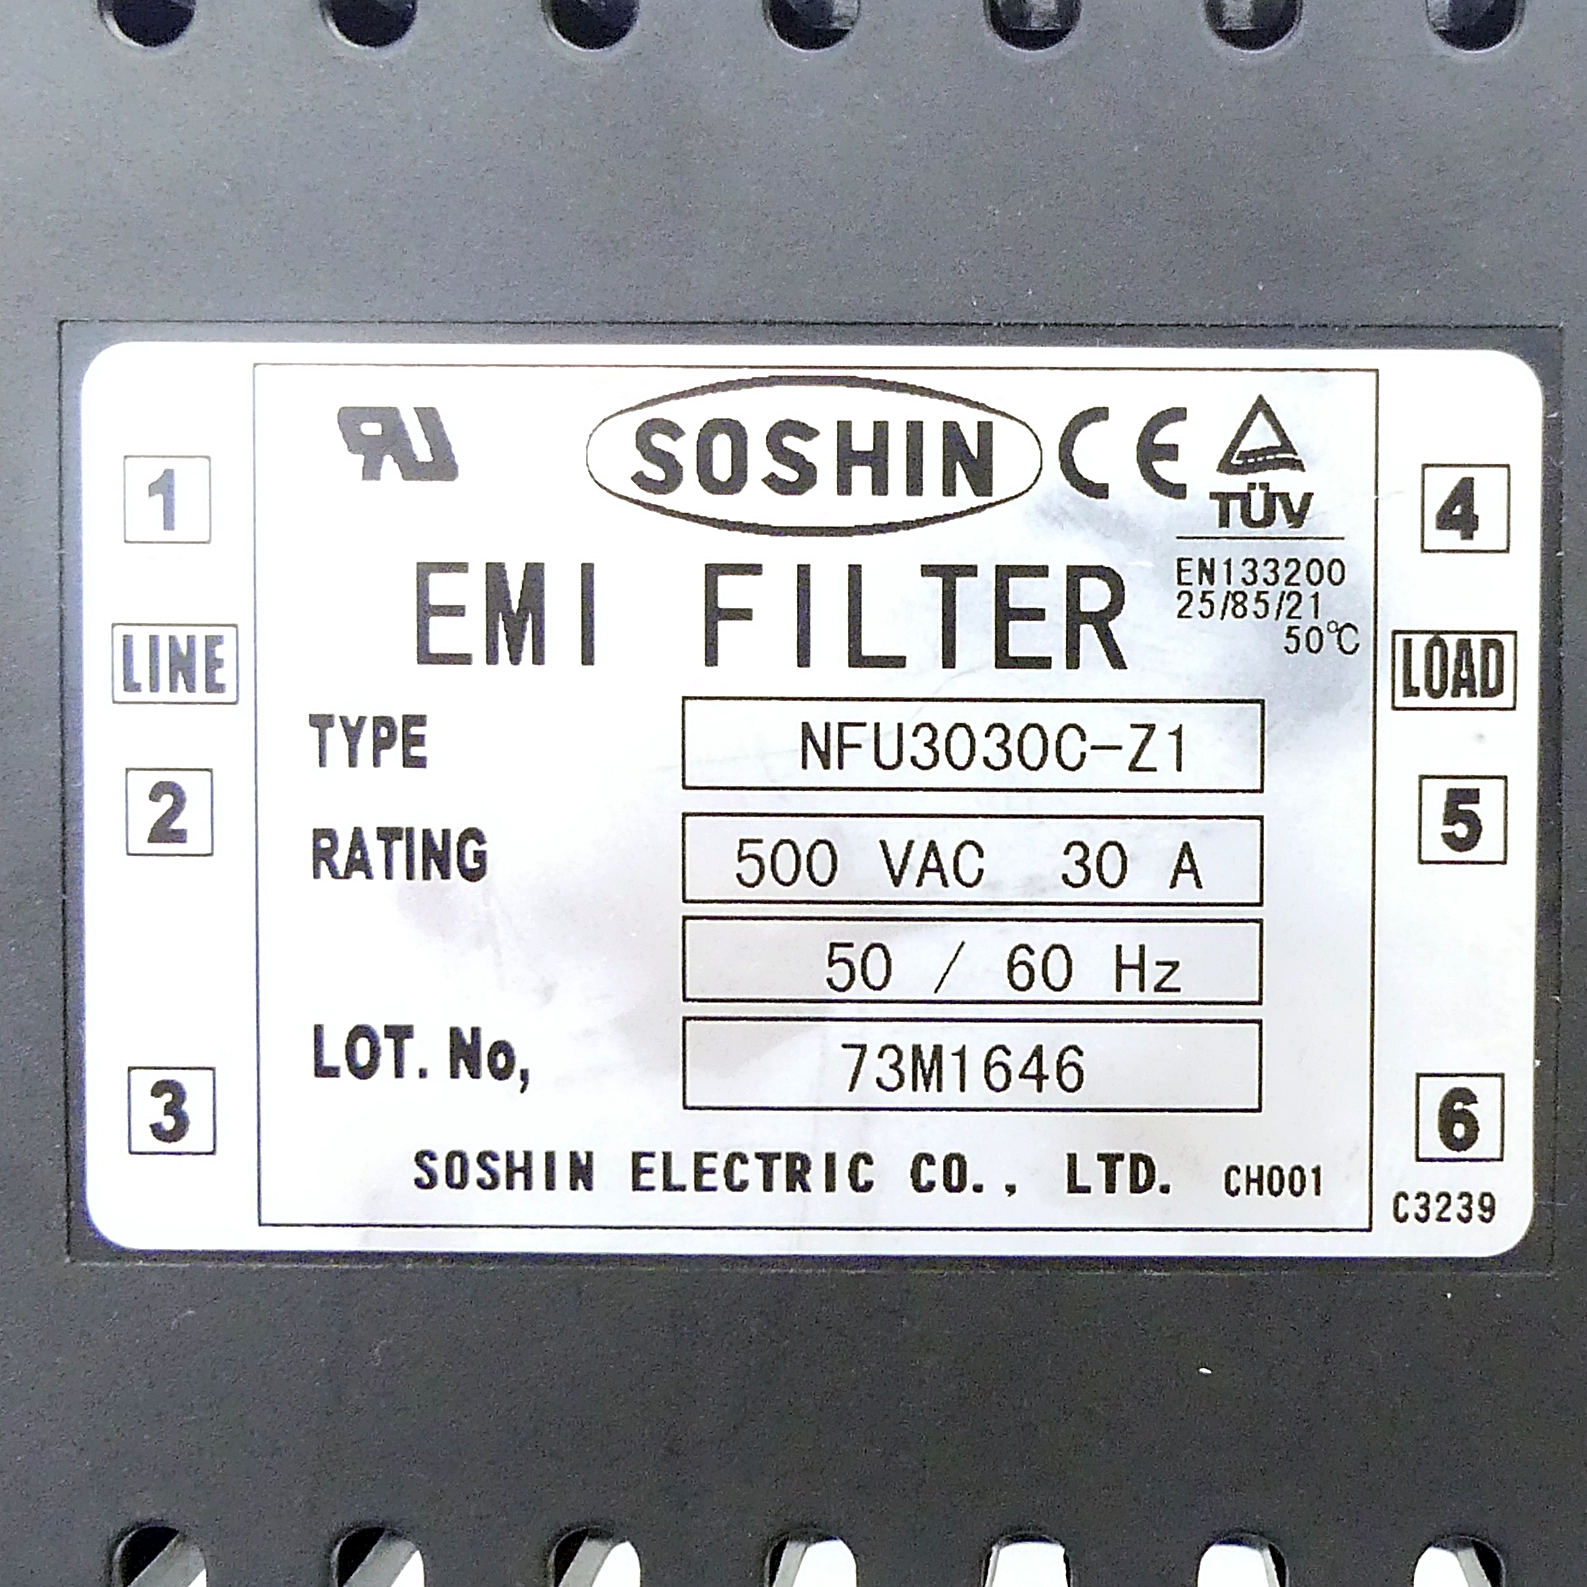 SOSHIN CE
TÜV
EN133200
25/85/21
50℃
EMI FILTER
1
LINE
2
3
TYPE NFU3030C-Z1
RATING 500 VAC 30 A
50 / 60 Hz
LOT. No, 73M1646
SOSHIN ELECTRIC CO., LTD. CH001
4
LOAD
5
6
C3239